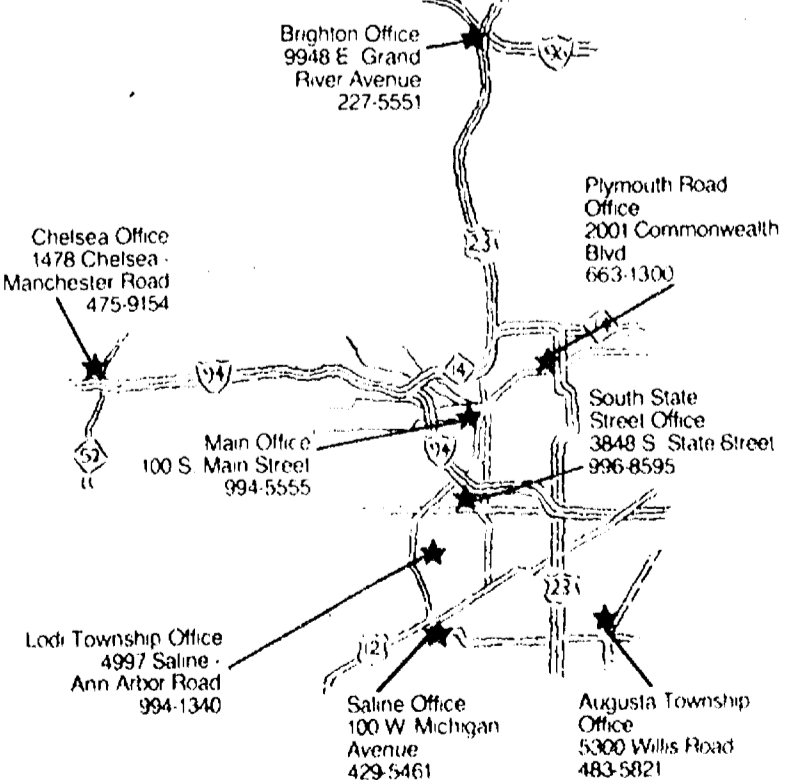 Brighton Office
9948 E. Grand
River Avenue
227-5551
96
Plymouth Road
Office
2001 Commonwealth
Blvd
663-1300
23
Chelsea Office
1478 Chelsea -
Manchester Road
475-9154
14
94
14
South State
Street Office
3848 S. State Street
996-8595
Main Office
100 S. Main Street
994-5555
94
52
23
Lodi Township Office
4997 Saline -
Ann Arbor Road
994-1340
12
Saline Office
100 W. Michigan
Avenue
429-5461
Augusta Township
Office
5300 Willis Road
483-5821